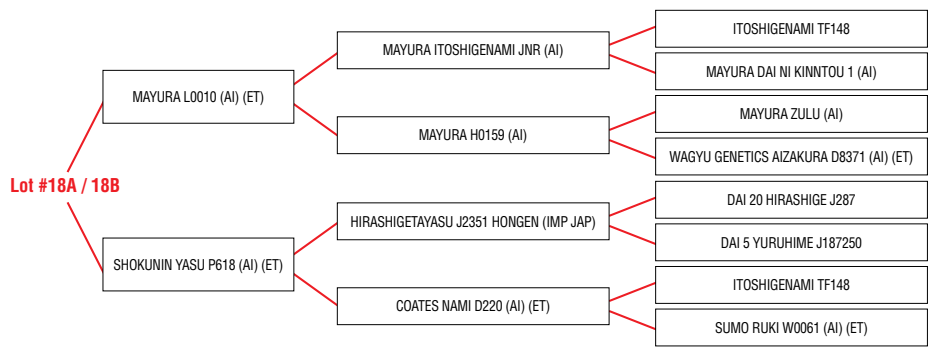 ITOSHIGENAMI TF148
MAYURA ITOSHIGENAMI JNR (AI)
MAYURA DAI NI KINNTOU 1 (AI)
MAYURA L0010 (AI) (ET)
MAYURA ZULU (AI)
MAYURA H0159 (AI)
WAGYU GENETICS AIZAKURA D8371 (AI) (ET)
Lot #18A / 18B
DAI 20 HIRASHIGE J287
HIRASHIGETAYASU J2351 HONGEN (IMP JAP)
DAI 5 YURUHIME J187250
SHOKUNIN YASU P618 (AI) (ET)
ITOSHIGENAMI TF148
COATES NAMI D220 (AI) (ET)
SUMO RUKI W0061 (AI) (ET)